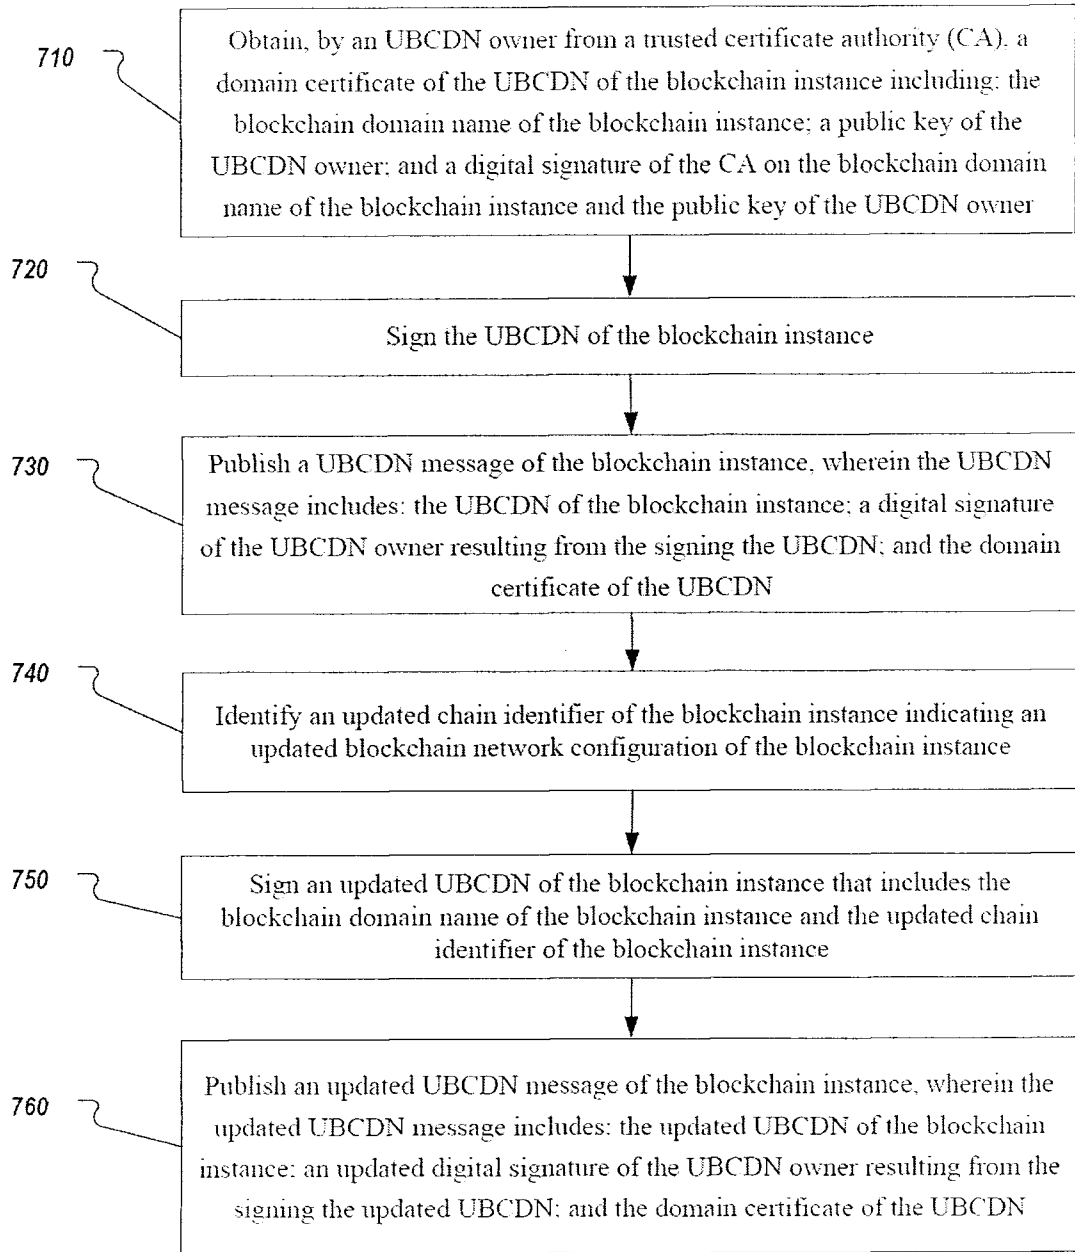 710
Obtain, by an UBCDN owner from a trusted certificate authority (CA), a
domain certificate of the UBCDN of the blockchain instance including: the
blockchain domain name of the blockchain instance; a public key of the
UBCDN owner; and a digital signature of the CA on the blockchain domain
name of the blockchain instance and the public key of the UBCDN owner
720
Sign the UBCDN of the blockchain instance
730
Publish a UBCDN message of the blockchain instance, wherein the UBCDN
message includes: the UBCDN of the blockchain instance; a digital signature
of the UBCDN owner resulting from the signing the UBCDN; and the domain
certificate of the UBCDN
740
Identify an updated chain identifier of the blockchain instance indicating an
updated blockchain network configuration of the blockchain instance
750
Sign an updated UBCDN of the blockchain instance that includes the
blockchain domain name of the blockchain instance and the updated chain
identifier of the blockchain instance
760
Publish an updated UBCDN message of the blockchain instance, wherein the
updated UBCDN message includes: the updated UBCDN of the blockchain
instance; an updated digital signature of the UBCDN owner resulting from the
signing the updated UBCDN; and the domain certificate of the UBCDN